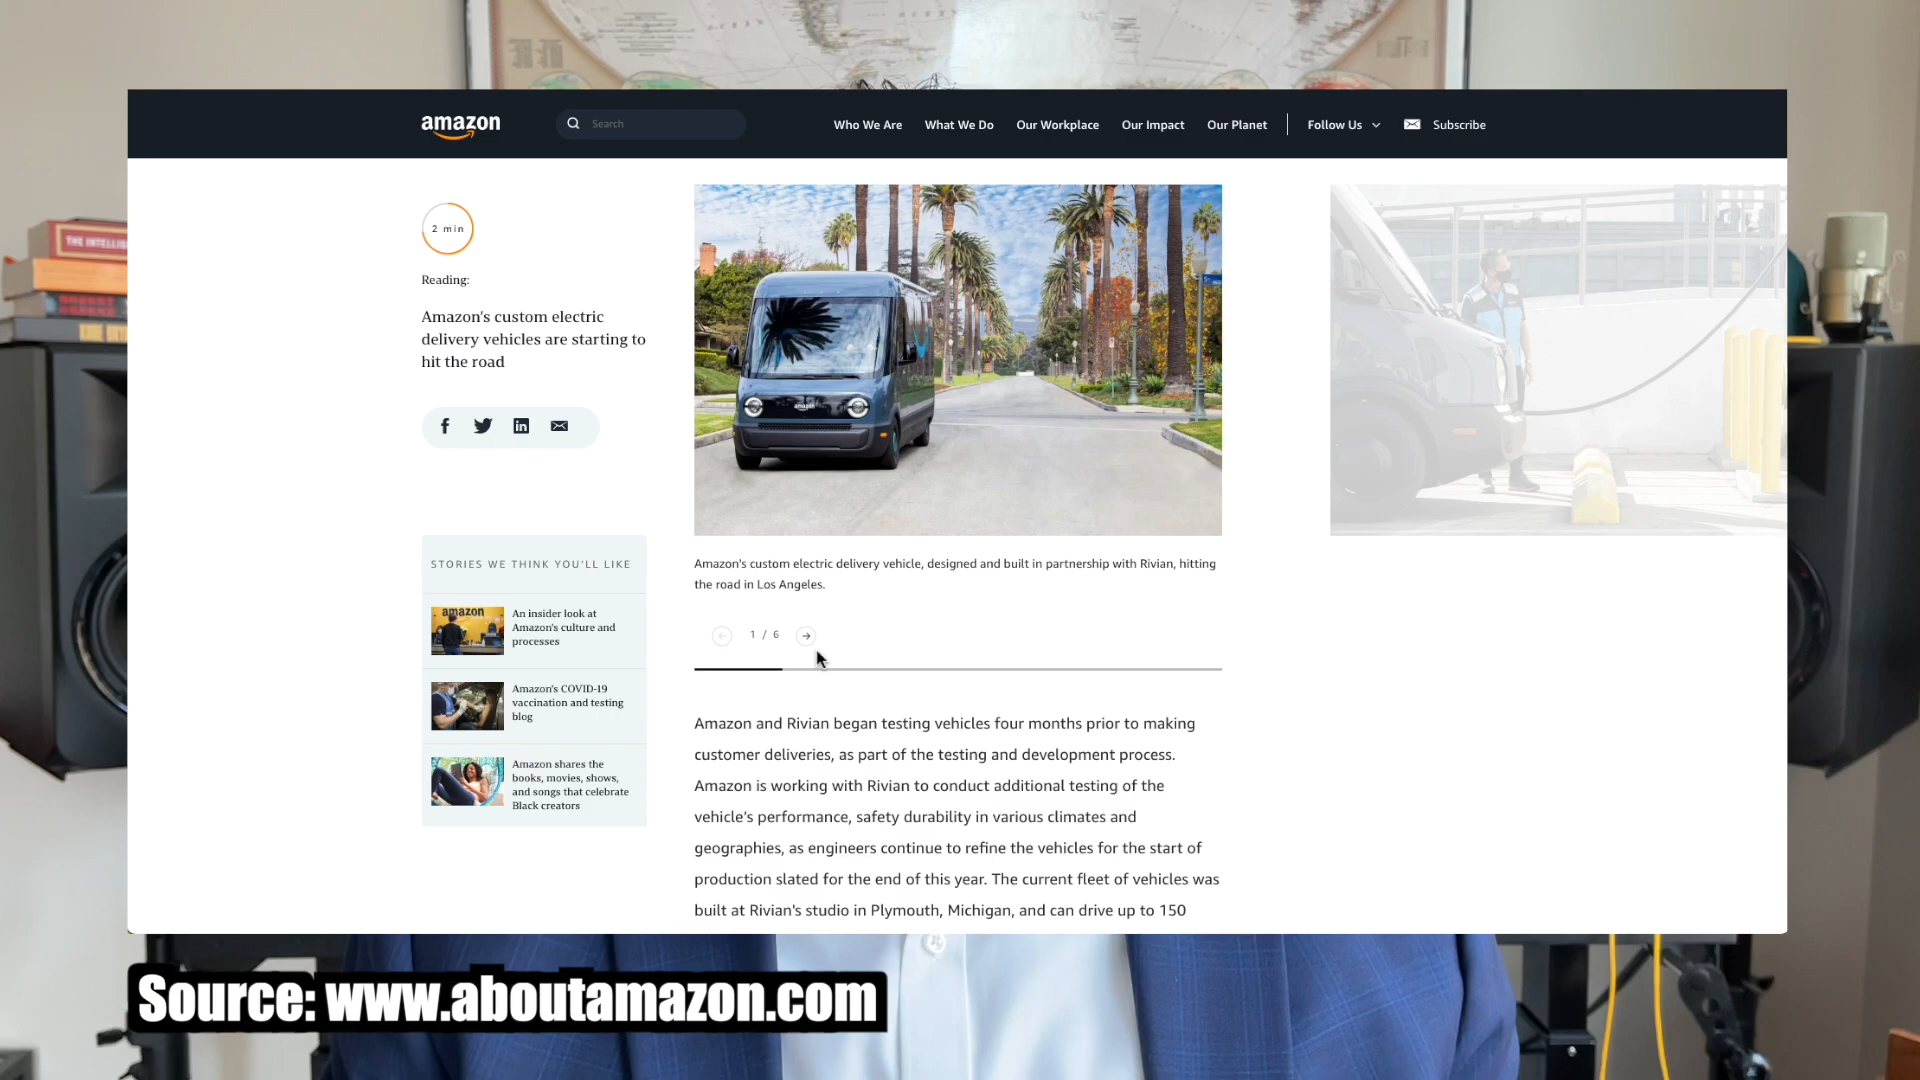 THE INTELLIG
amazon
Search
Who We Are
What We Do
Our Workplace
Our Impact
Our Planet
Follow Us
Subscribe
2 min
Reading:
Amazon's custom electric
delivery vehicles are starting to
hit the road
STORIES WE THINK YOU'LL LIKE
amazon
An insider look at
Amazon's culture and
processes
Amazon's COVID-19
vaccination and testing
blog
Amazon shares the
books, movies, shows,
and songs that celebrate
Black creators
amazon
Amazon's custom electric delivery vehicle, designed and built in partnership with Rivian, hitting
the road in Los Angeles.
1 / 6
Amazon and Rivian began testing vehicles four months prior to making
customer deliveries, as part of the testing and development process.
Amazon is working with Rivian to conduct additional testing of the
vehicle's performance, safety durability in various climates and
geographies, as engineers continue to refine the vehicles for the start of
production slated for the end of this year. The current fleet of vehicles was
built at Rivian's studio in Plymouth, Michigan, and can drive up to 150
Source: www.aboutamazon.com